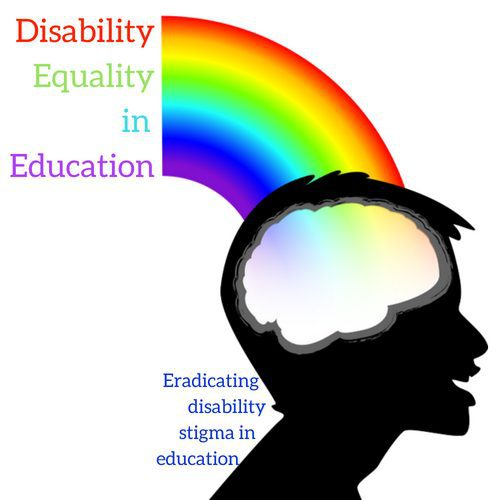 Disability
Equality
in
Education
Eradicating
disability
stigma in
education